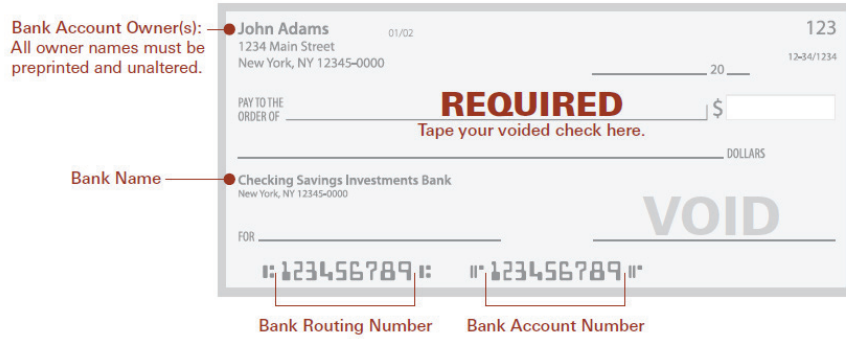 Bank Account Owner(s):
All owner names must be
preprinted and unaltered.
John Adams 01/02 123
1234 Main Street
New York, NY 12345-0000
12-34/1234
20
PAY TO THE
ORDER OF
REQUIRED
$
Tape your voided check here.
DOLLARS
Bank Name
Checking Savings Investments Bank
New York, NY 12345-0000
VOID
FOR
⑆123456789⑆ ⑈123456789⑈
Bank Routing Number Bank Account Number